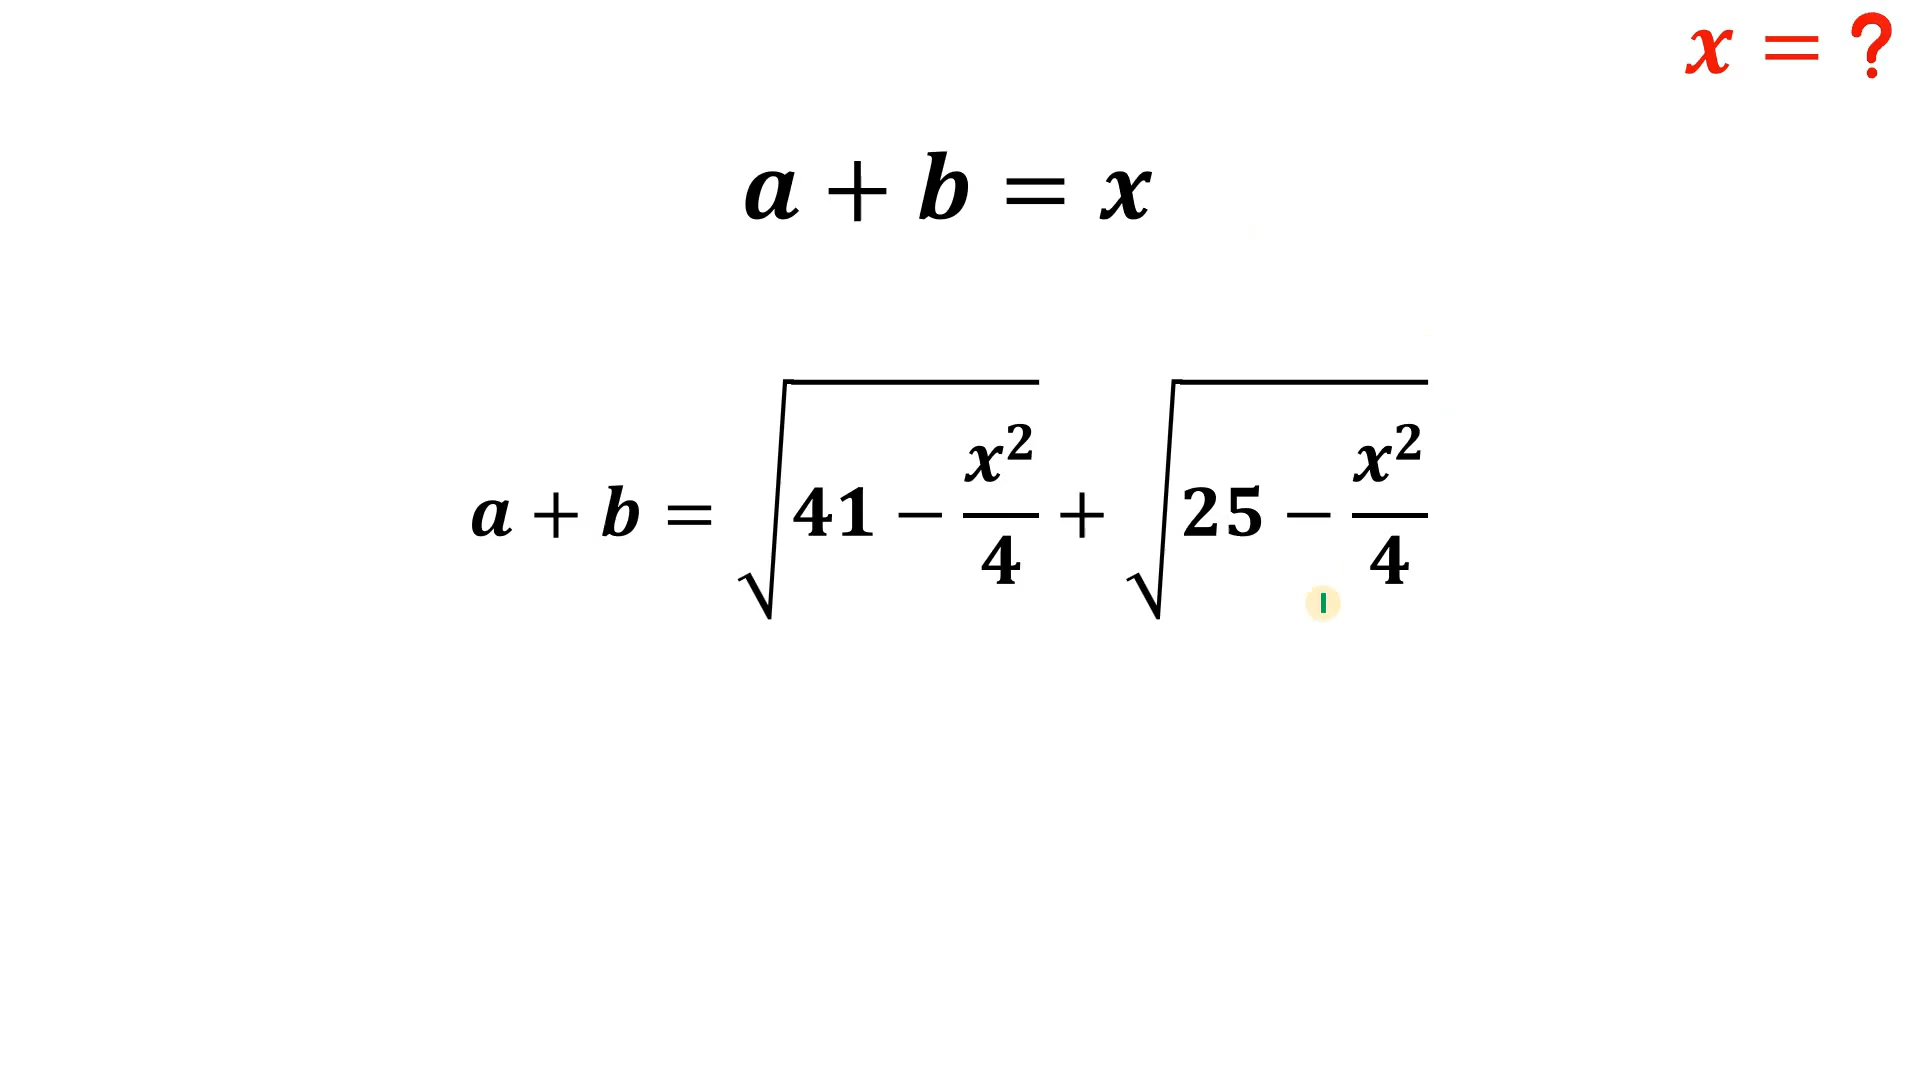 x = ?
a + b = x
a + b = √(41 − x²/4) + √(25 − x²/4)